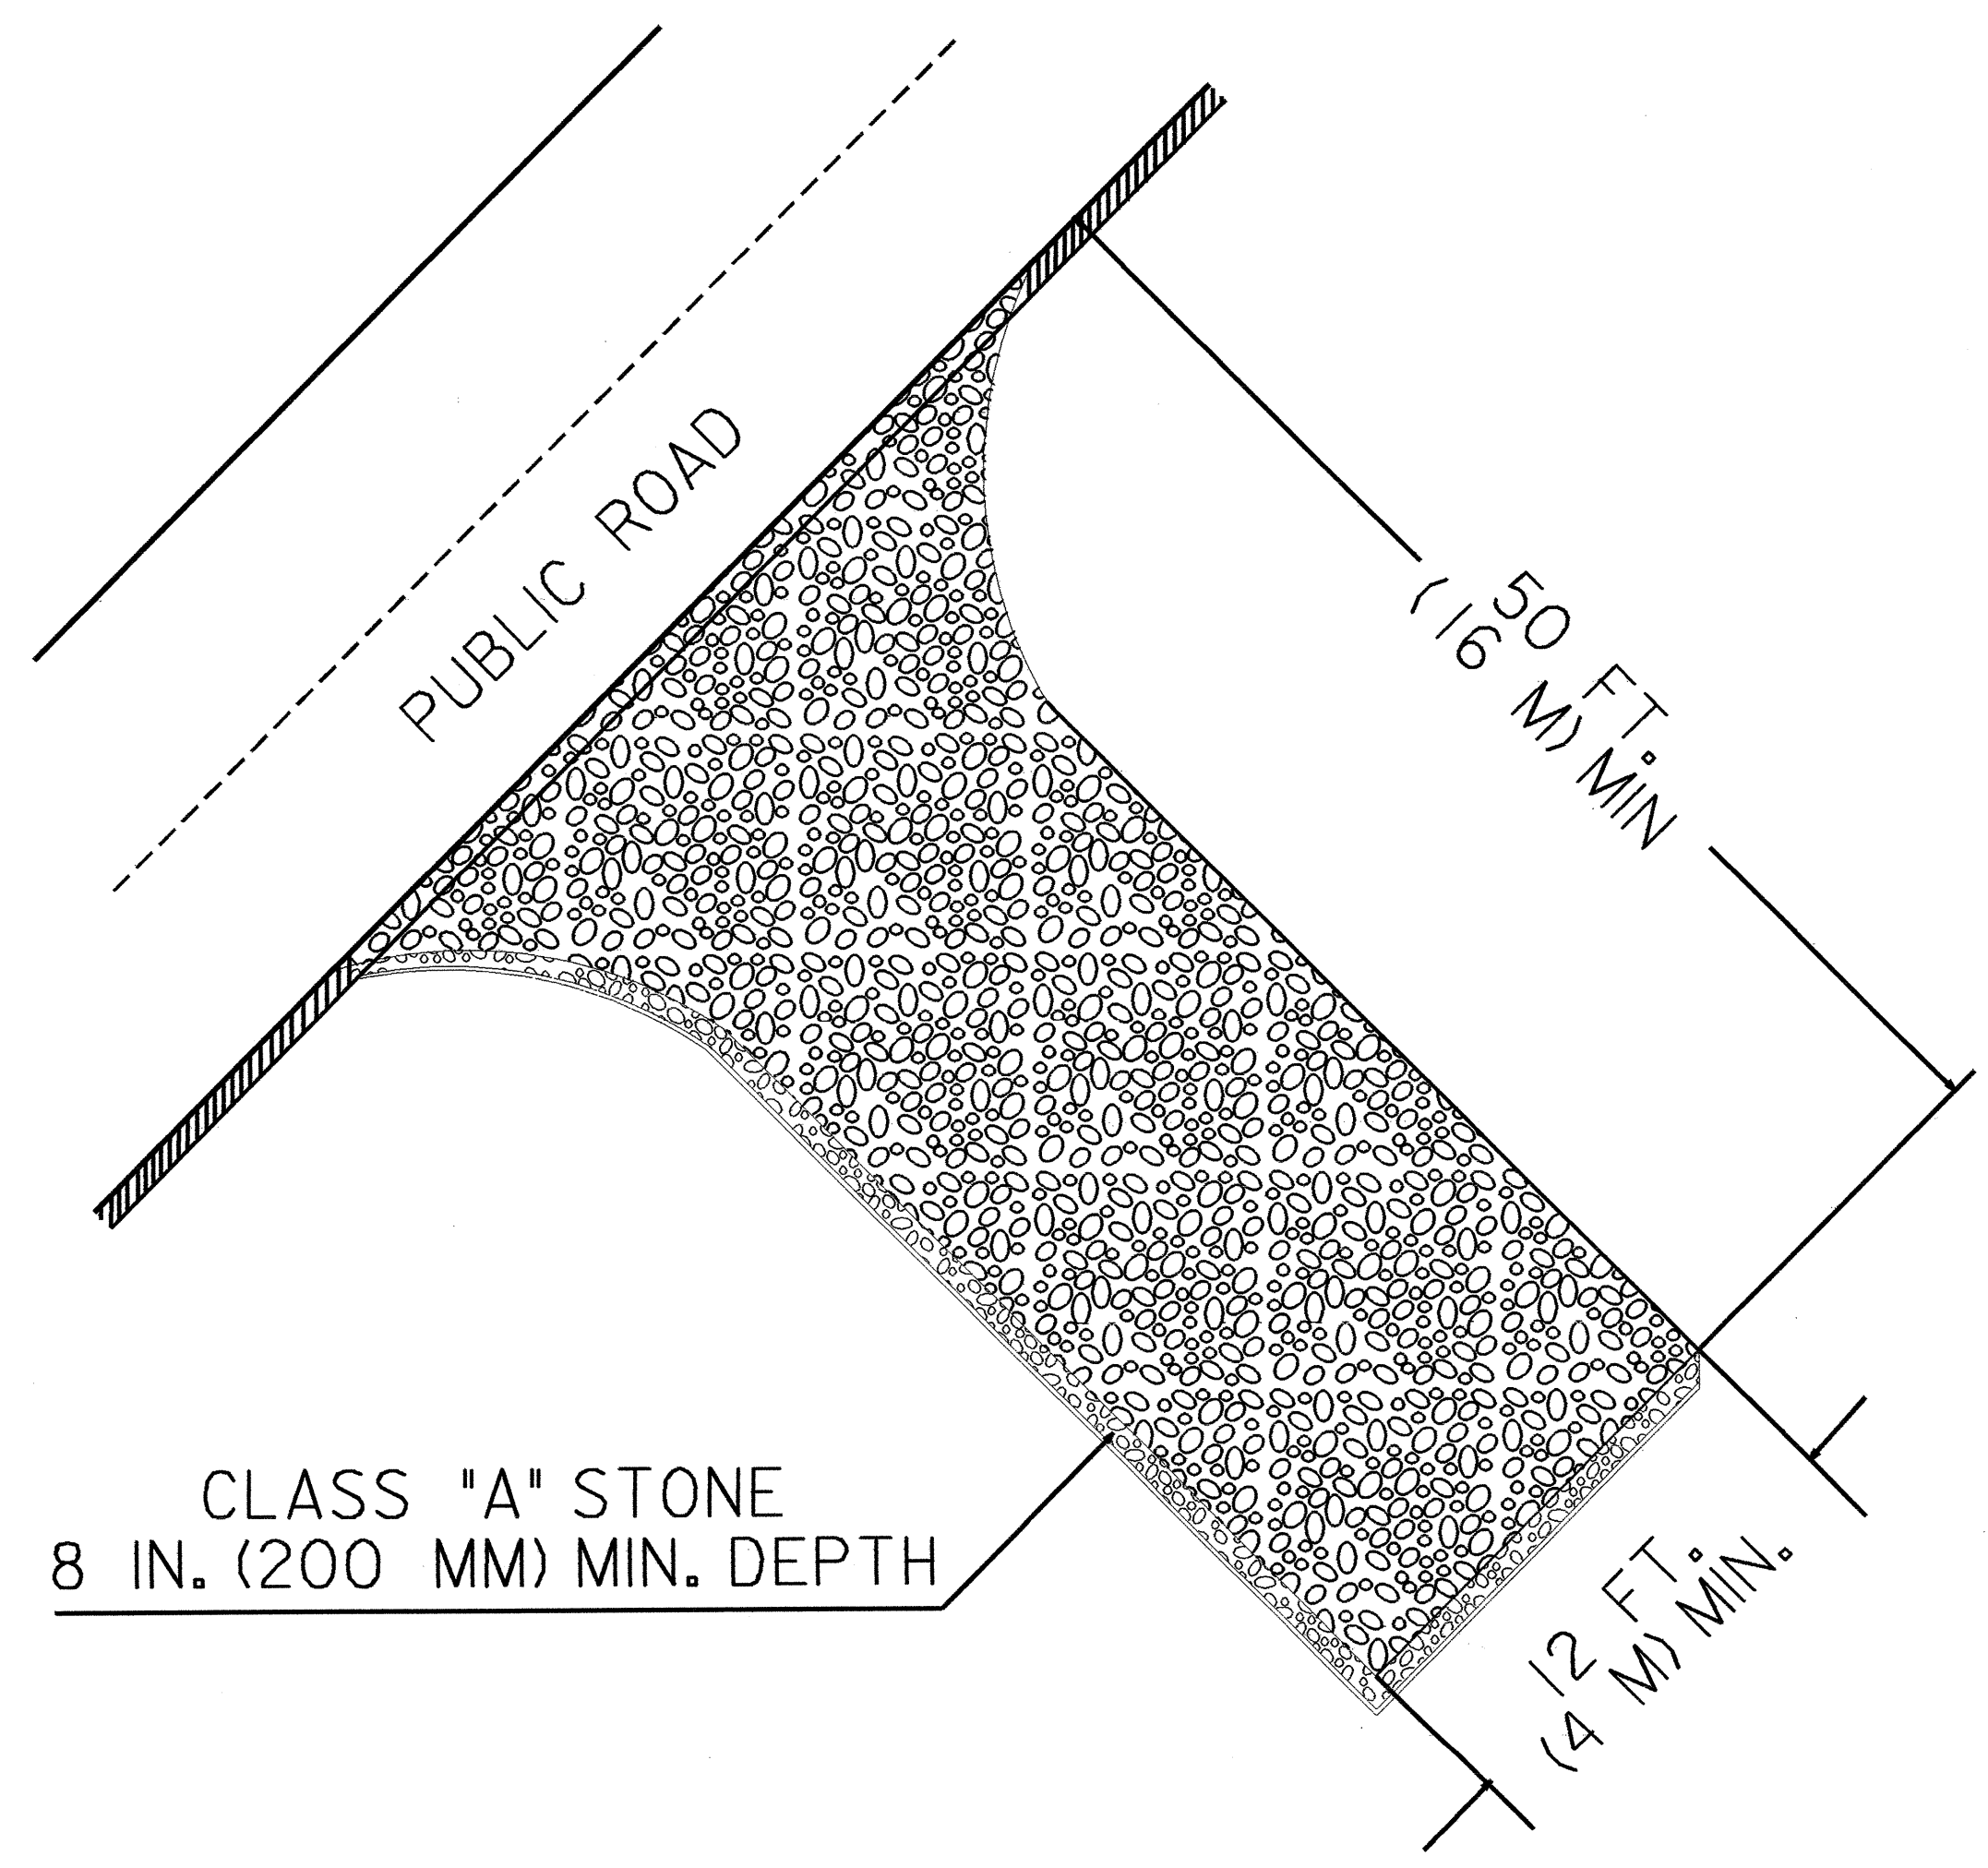 PUBLIC ROAD
50 FT.
(16 M) MIN
CLASS "A" STONE
8 IN. (200 MM) MIN. DEPTH
12 FT.
(4 M) MIN.